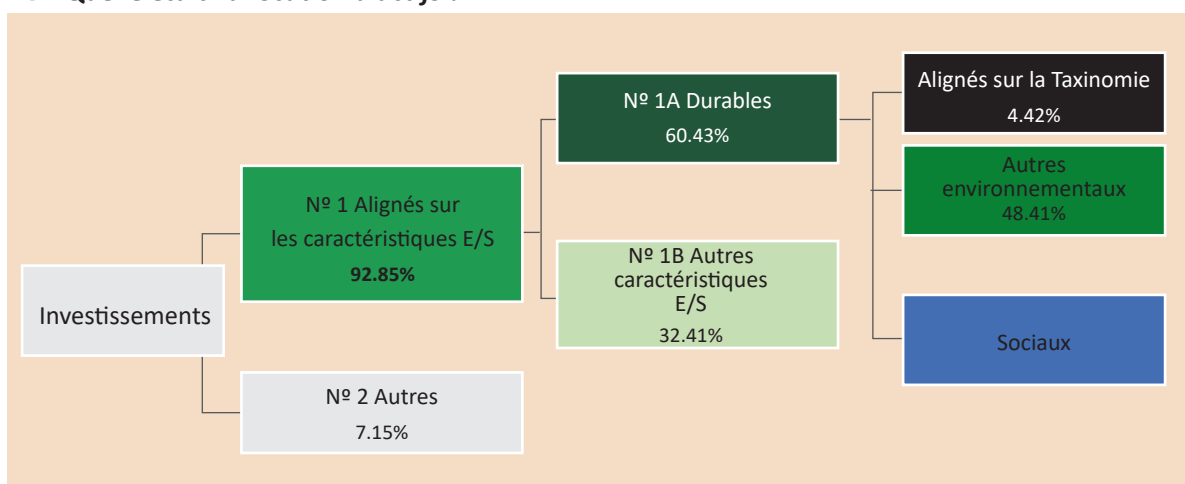 Investissements
Nº 1 Alignés sur
les caractéristiques E/S
92.85%
Nº 2 Autres
7.15%
Nº 1A Durables
60.43%
Nº 1B Autres
caractéristiques
E/S
32.41%
Alignés sur la Taxinomie
4.42%
Autres
environnementaux
48.41%
Sociaux